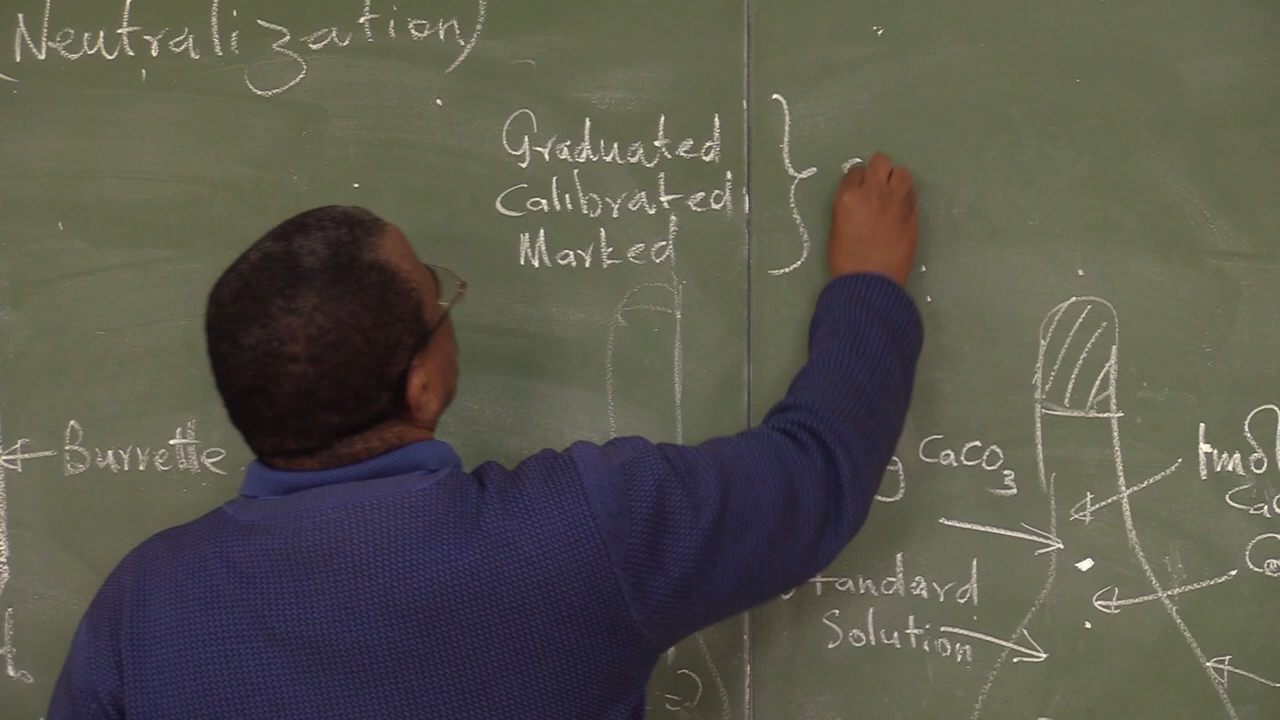 Neutralization)
Graduated
Calibrated
Marked
Burrette
g CaCO3
Standard
Solution